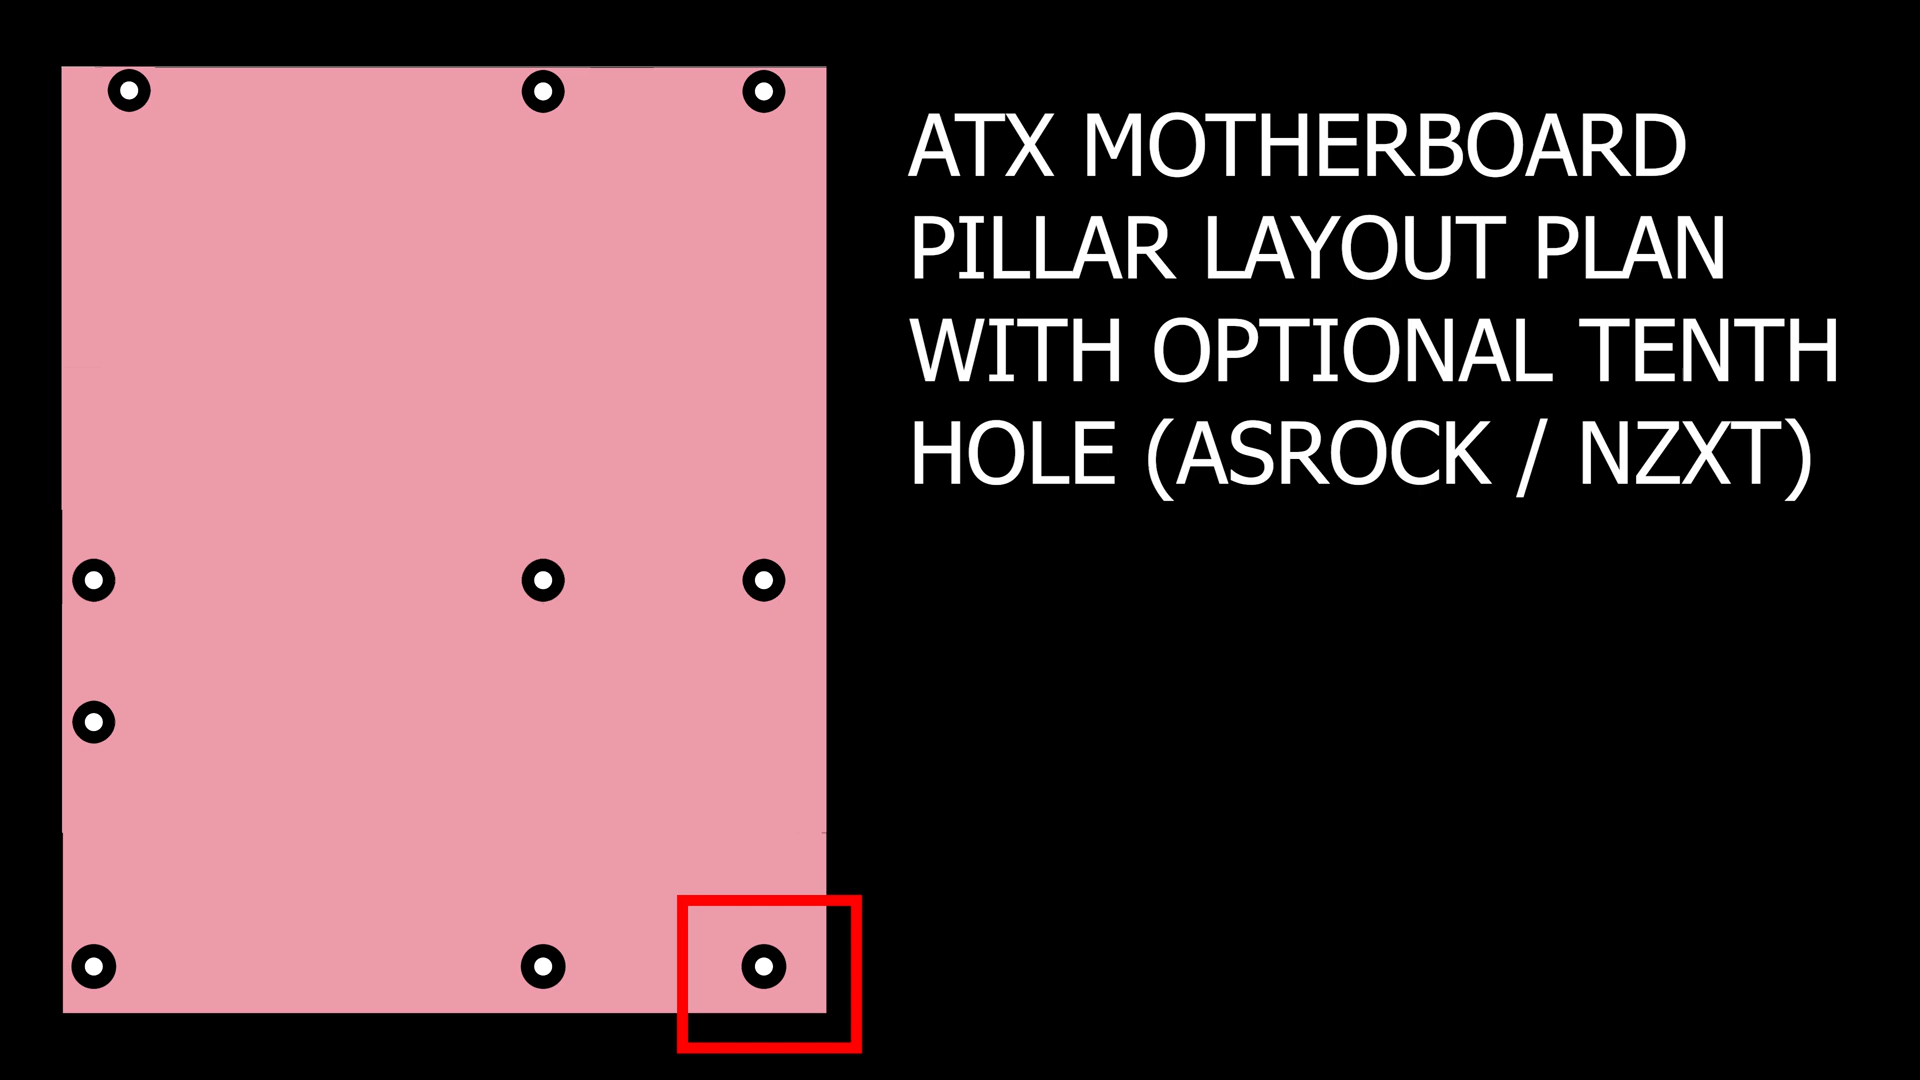 ATX MOTHERBOARD
PILLAR LAYOUT PLAN
WITH OPTIONAL TENTH
HOLE (ASROCK / NZXT)